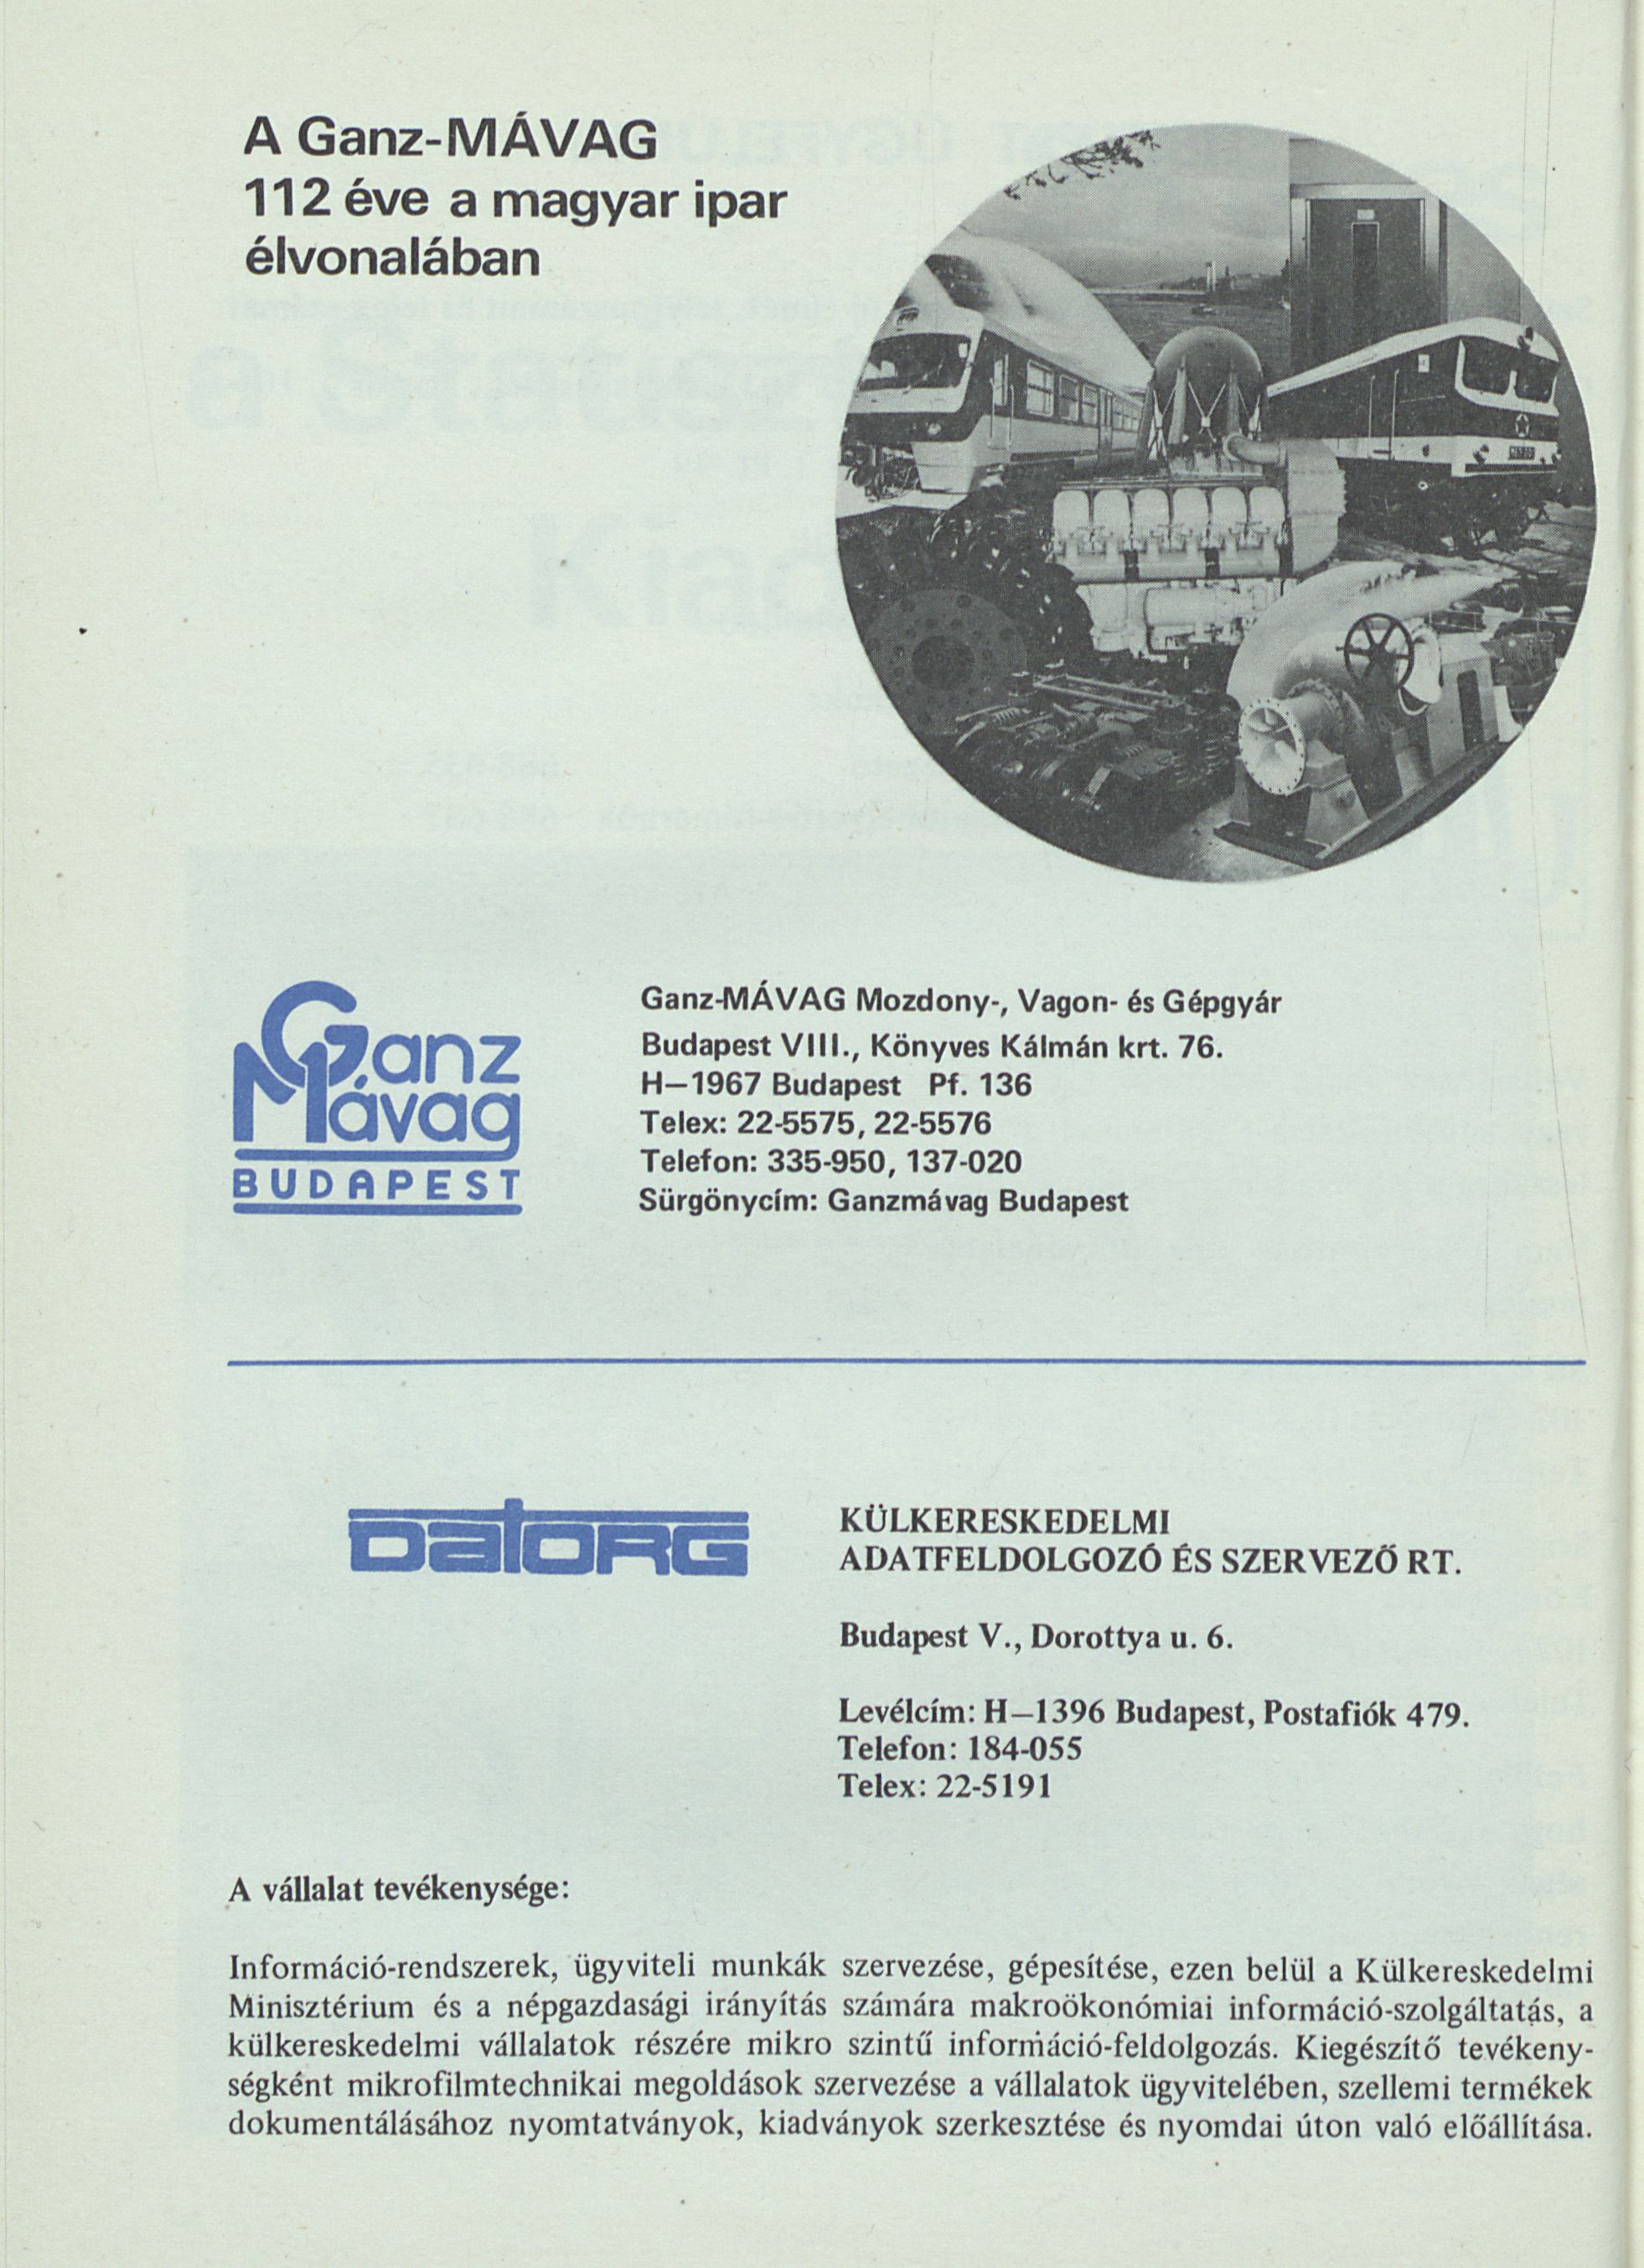 A Ganz-MÁVAG
112 éve a magyar ipar
élvonalában
Ganz
Mávag
BUDAPEST
Ganz-MÁVAG Mozdony-, Vagon- és Gépgyár
Budapest VIII., Könyves Kálmán krt. 76.
H–1967 Budapest Pf. 136
Telex: 22-5575, 22-5576
Telefon: 335-950, 137-020
Sürgönycím: Ganzmávag Budapest
DATORG
KÜLKERESKEDELMI
ADATFELDOLGOZÓ ÉS SZERVEZŐ RT.
Budapest V., Dorottya u. 6.
Levélcím: H–1396 Budapest, Postafiók 479.
Telefon: 184-055
Telex: 22-5191
A vállalat tevékenysége:
Információ-rendszerek, ügyviteli munkák szervezése, gépesítése, ezen belül a Külkereskedelmi
Minisztérium és a népgazdasági irányítás számára makroökonómiai információ-szolgáltatás, a
külkereskedelmi vállalatok részére mikro szintű információ-feldolgozás. Kiegészítő tevékeny-
ségként mikrofilmtechnikai megoldások szervezése a vállalatok ügyvitelében, szellemi termékek
dokumentálásához nyomtatványok, kiadványok szerkesztése és nyomdai úton való előállítása.